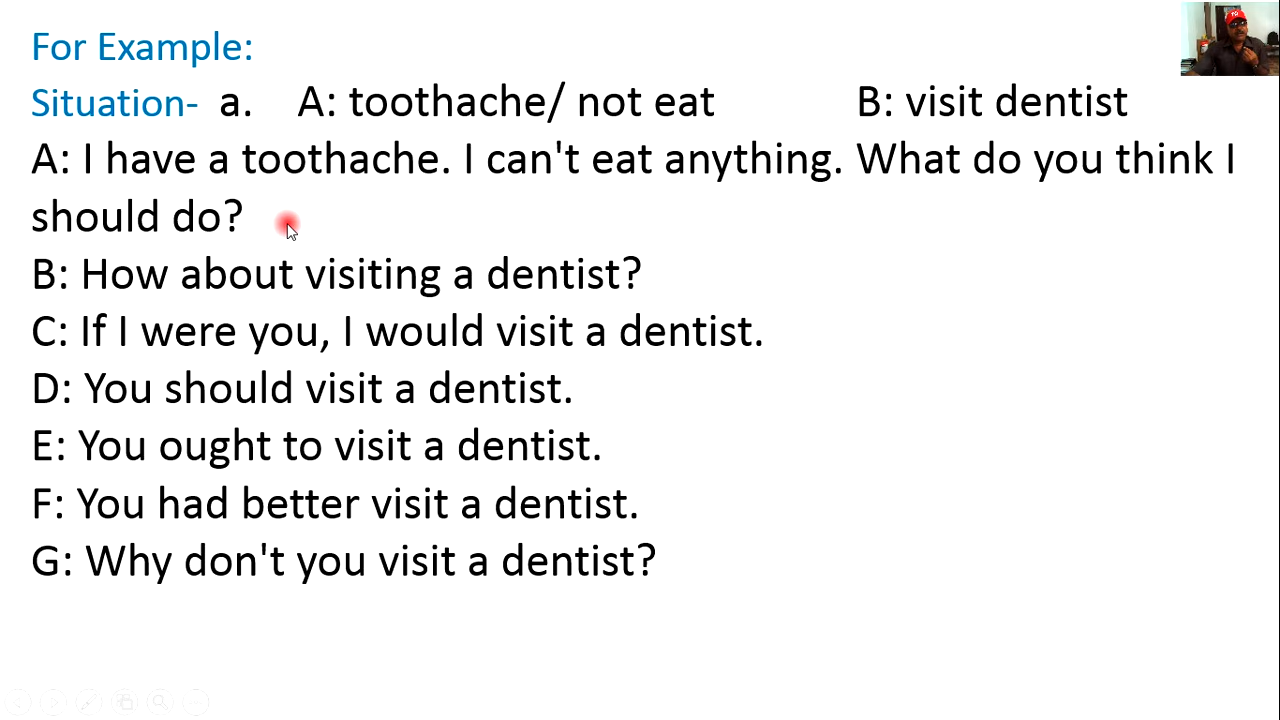 For Example:
Situation- a. A: toothache/ not eat B: visit dentist
A: I have a toothache. I can't eat anything. What do you think I
should do?
B: How about visiting a dentist?
C: If I were you, I would visit a dentist.
D: You should visit a dentist.
E: You ought to visit a dentist.
F: You had better visit a dentist.
G: Why don't you visit a dentist?